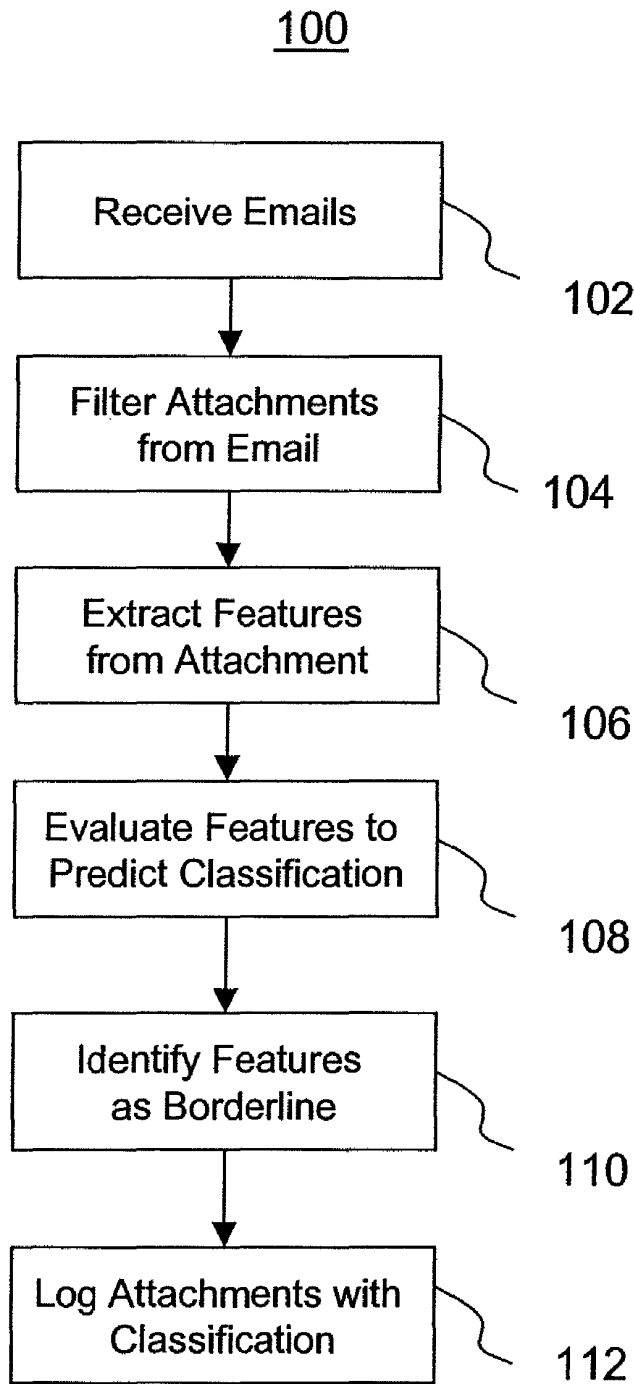 100
Receive Emails
102
Filter Attachments
from Email
104
Extract Features
from Attachment
106
Evaluate Features to
Predict Classification
108
Identify Features
as Borderline
110
Log Attachments with
Classification
112